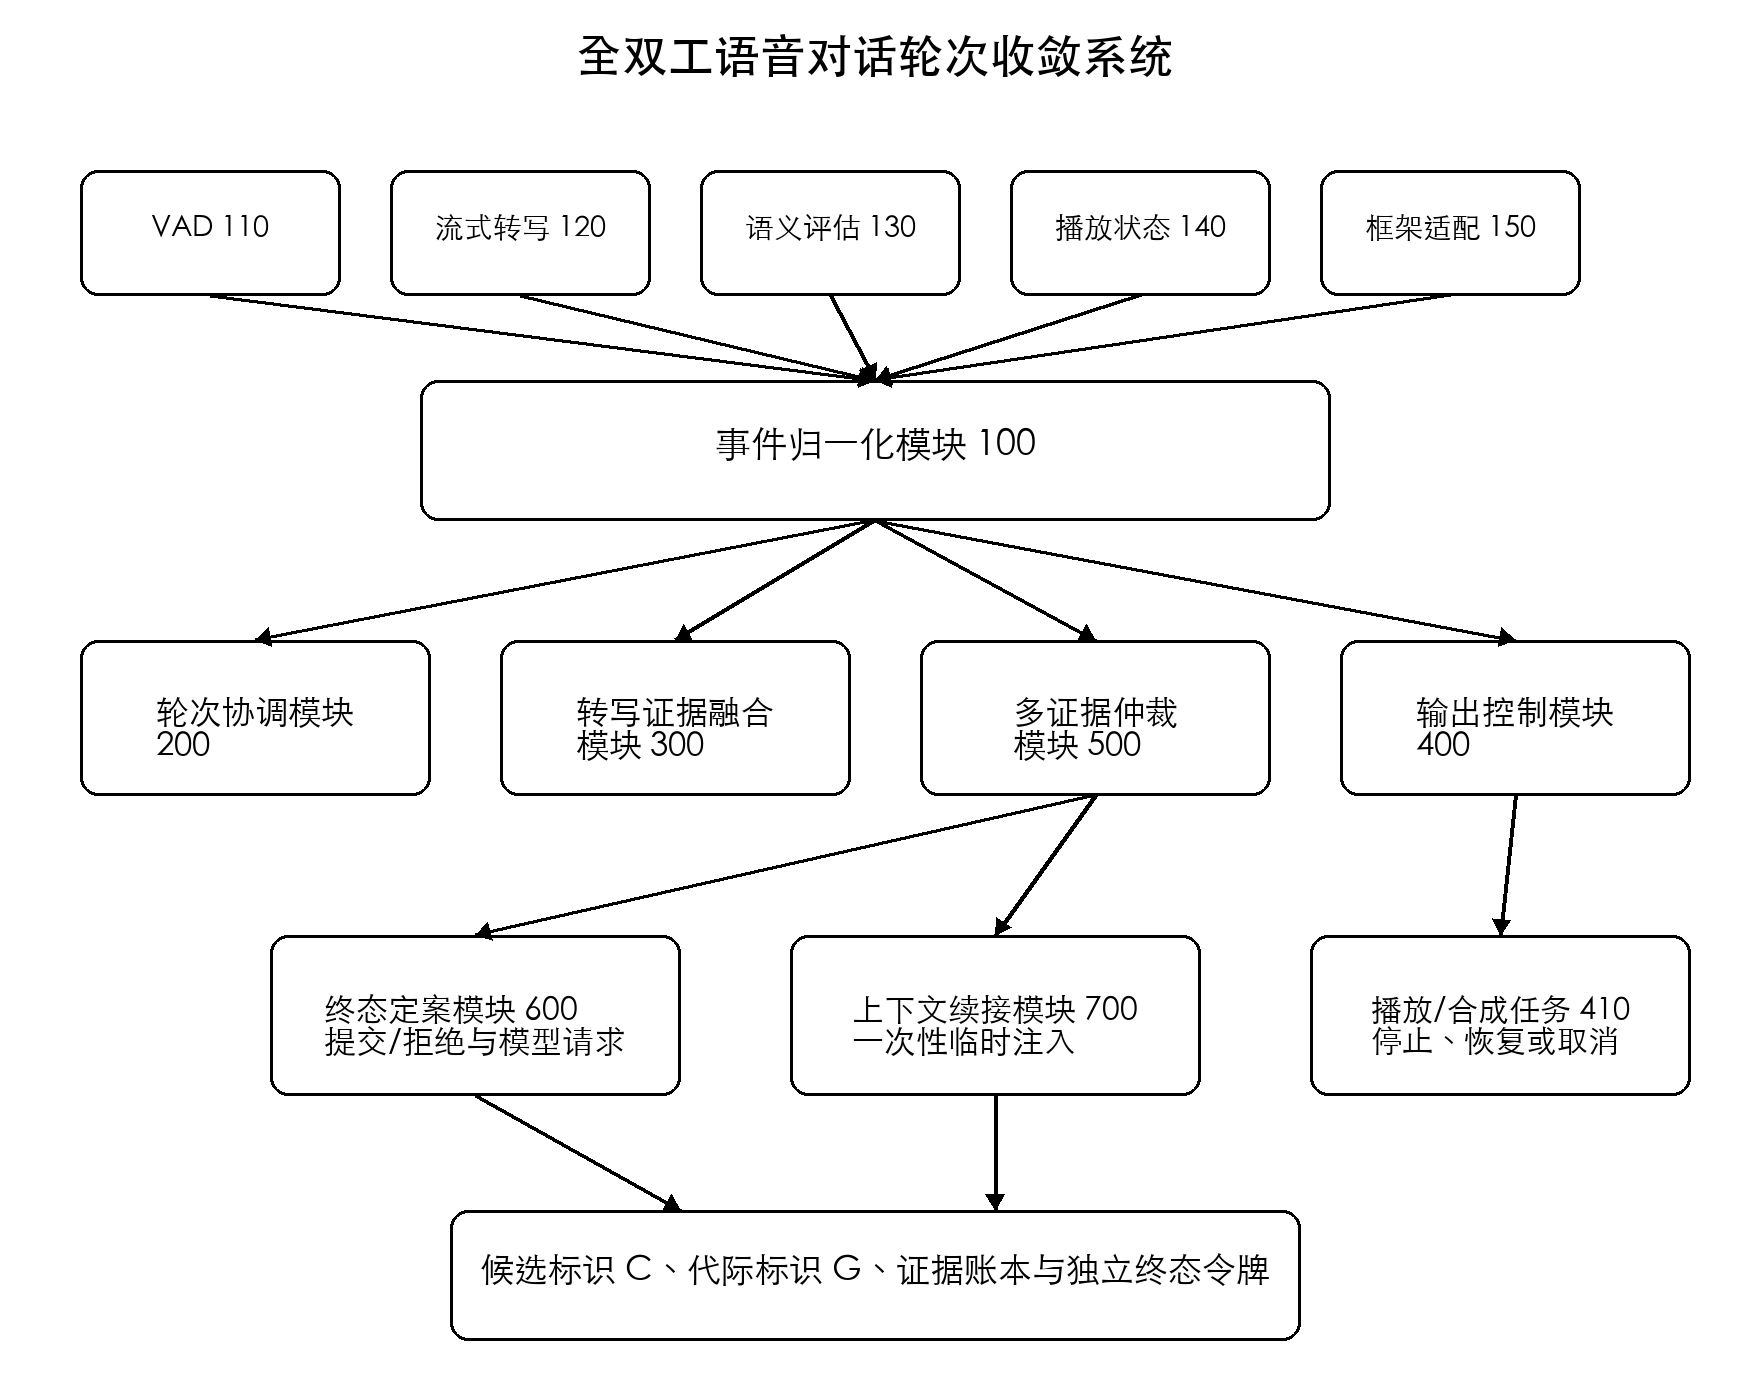 全双工语音对话轮次收敛系统
VAD 110
流式转写 120
语义评估 130
播放状态 140
框架适配 150
事件归一化模块 100
轮次协调模块
200
转写证据融合
模块 300
多证据仲裁
模块 500
输出控制模块
400
终态定案模块 600
提交/拒绝与模型请求
上下文续接模块 700
一次性临时注入
播放/合成任务 410
停止、恢复或取消
候选标识 C、代际标识 G、证据账本与独立终态令牌